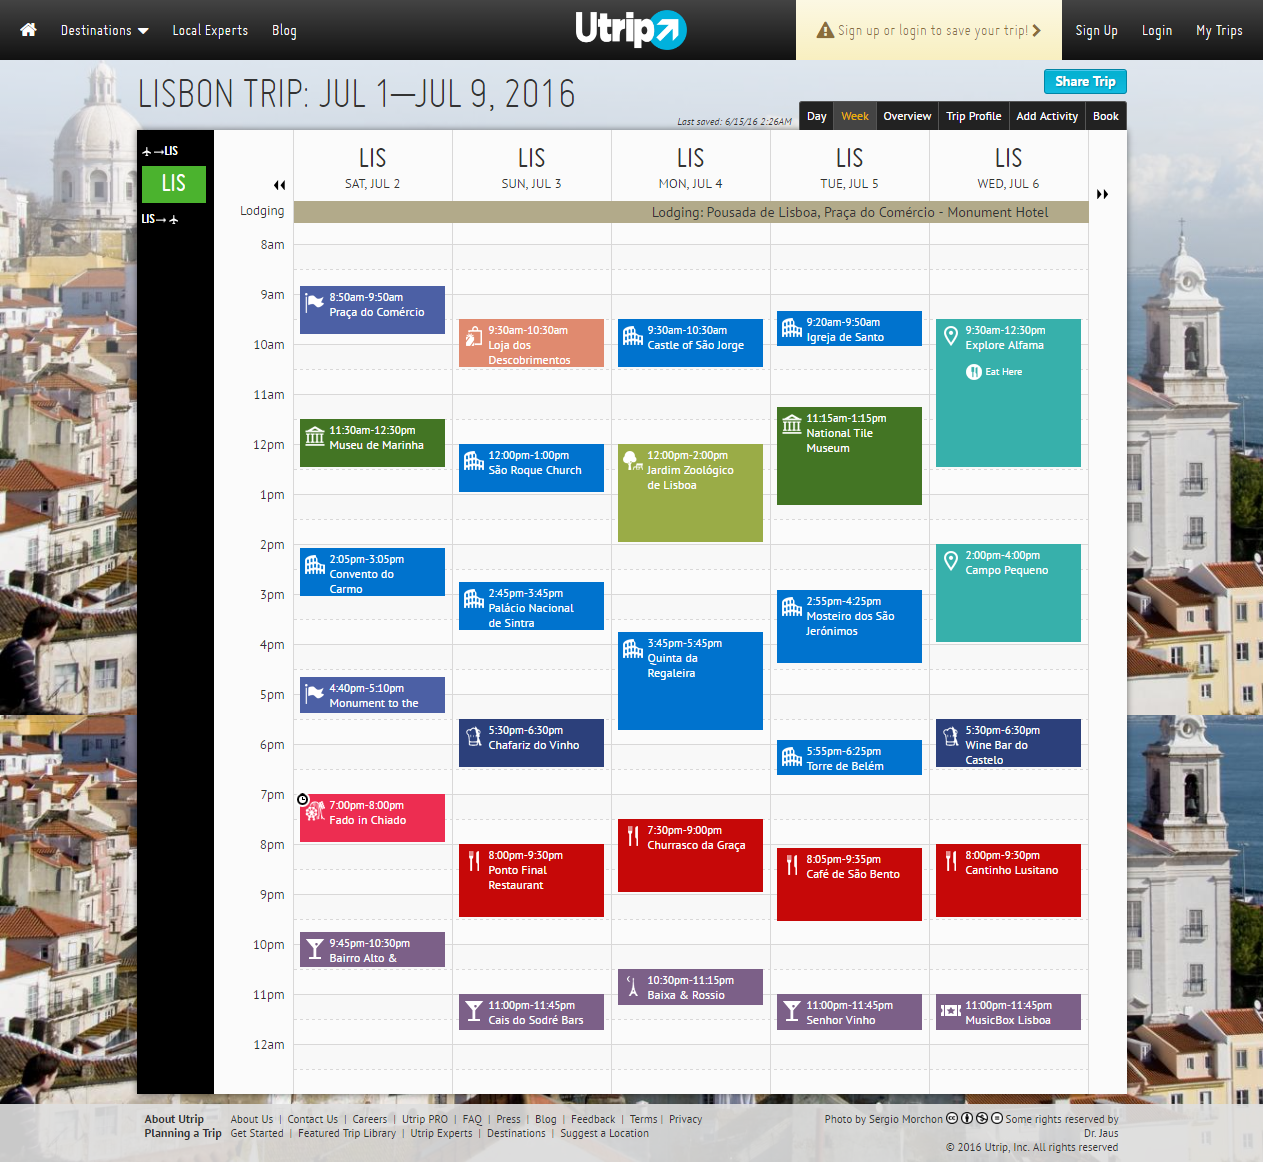 Destinations
Local Experts
Blog
Utrip
Sign up or login to save your trip!
Sign Up
Login
My Trips
LISBON TRIP: JUL 1—JUL 9, 2016
Share Trip
Last saved: 6/15/16 2:26AM
Day
Week
Overview
Trip Profile
Add Activity
Book
→LIS
LIS
LIS→
LIS
SAT, JUL 2
LIS
SUN, JUL 3
LIS
MON, JUL 4
LIS
TUE, JUL 5
LIS
WED, JUL 6
Lodging
Lodging: Pousada de Lisboa, Praça do Comércio - Monument Hotel
8am
9am
10am
11am
12pm
1pm
2pm
3pm
4pm
5pm
6pm
7pm
8pm
9pm
10pm
11pm
12am
8:50am-9:50am
Praça do Comércio
11:30am-12:30pm
Museu de Marinha
2:05pm-3:05pm
Convento do
Carmo
4:40pm-5:10pm
Monument to the
7:00pm-8:00pm
Fado in Chiado
9:45pm-10:30pm
Bairro Alto &
9:30am-10:30am
Loja dos
Descobrimentos
12:00pm-1:00pm
São Roque Church
2:45pm-3:45pm
Palácio Nacional
de Sintra
5:30pm-6:30pm
Chafariz do Vinho
8:00pm-9:30pm
Ponto Final
Restaurant
11:00pm-11:45pm
Cais do Sodré Bars
9:30am-10:30am
Castle of São Jorge
12:00pm-2:00pm
Jardim Zoológico
de Lisboa
3:45pm-5:45pm
Quinta da
Regaleira
7:30pm-9:00pm
Churrasco da Graça
10:30pm-11:15pm
Baixa & Rossio
9:20am-9:50am
Igreja de Santo
11:15am-1:15pm
National Tile
Museum
2:55pm-4:25pm
Mosteiro dos São
Jerónimos
5:55pm-6:25pm
Torre de Belém
8:05pm-9:35pm
Café de São Bento
11:00pm-11:45pm
Senhor Vinho
9:30am-12:30pm
Explore Alfama
Eat Here
2:00pm-4:00pm
Campo Pequeno
5:30pm-6:30pm
Wine Bar do
Castelo
8:00pm-9:30pm
Cantinho Lusitano
11:00pm-11:45pm
MusicBox Lisboa
About Utrip About Us | Contact Us | Careers | Utrip PRO | FAQ | Press | Blog | Feedback | Terms | Privacy
Planning a Trip Get Started | Featured Trip Library | Utrip Experts | Destinations | Suggest a Location
Photo by Sergio Morchon Some rights reserved by
Dr. Jaus
© 2016 Utrip, Inc. All rights reserved